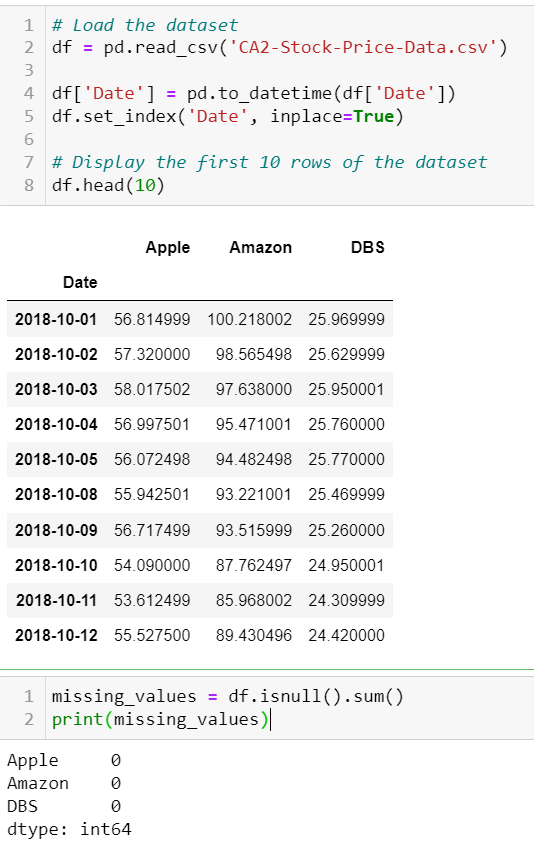 1 # Load the dataset
2 df = pd.read_csv('CA2-Stock-Price-Data.csv')
3
4 df['Date'] = pd.to_datetime(df['Date'])
5 df.set_index('Date', inplace=True)
6
7 # Display the first 10 rows of the dataset
8 df.head(10)
Apple Amazon DBS
Date
2018-10-01 56.814999 100.218002 25.969999
2018-10-02 57.320000 98.565498 25.629999
2018-10-03 58.017502 97.638000 25.950001
2018-10-04 56.997501 95.471001 25.760000
2018-10-05 56.072498 94.482498 25.770000
2018-10-08 55.942501 93.221001 25.469999
2018-10-09 56.717499 93.515999 25.260000
2018-10-10 54.090000 87.762497 24.950001
2018-10-11 53.612499 85.968002 24.309999
2018-10-12 55.527500 89.430496 24.420000
1 missing_values = df.isnull().sum()
2 print(missing_values)
Apple 0
Amazon 0
DBS 0
dtype: int64